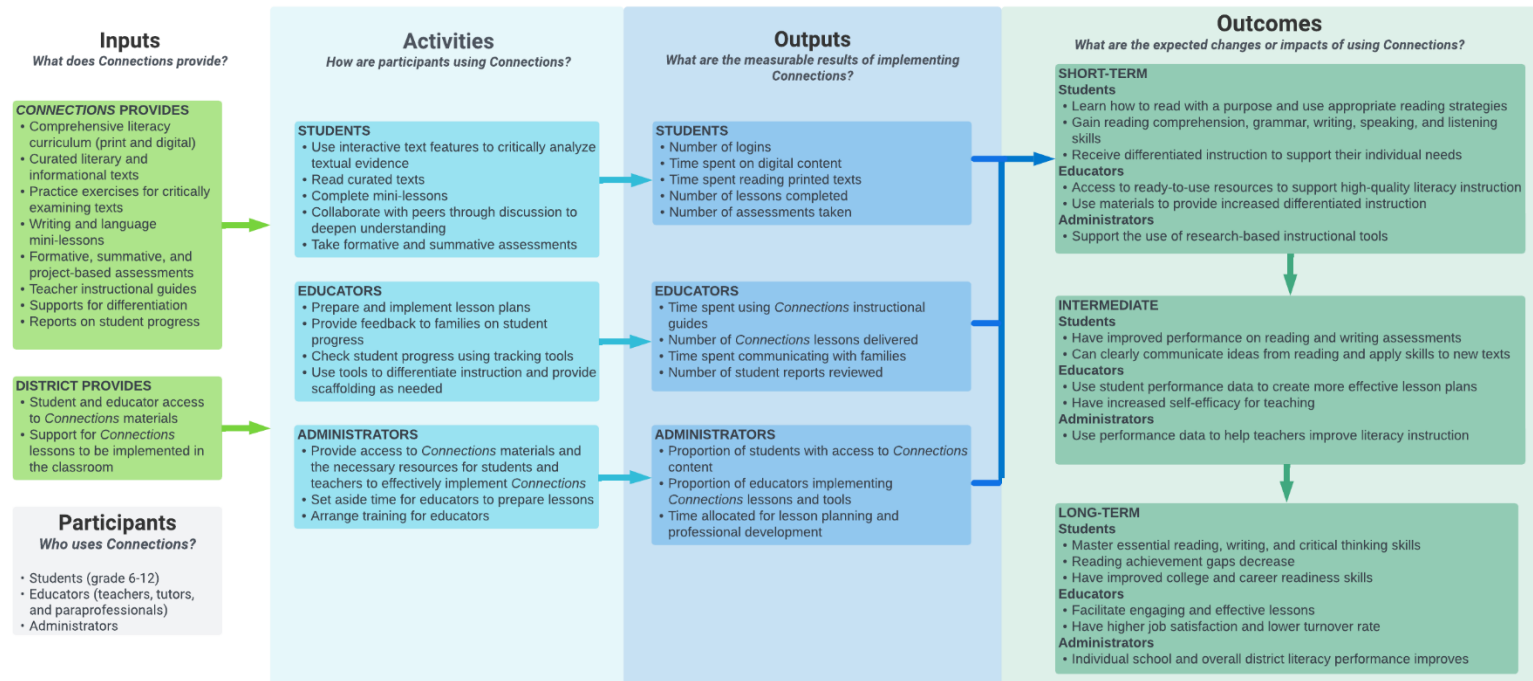 Inputs
What does Connections provide?
CONNECTIONS PROVIDES
• Comprehensive literacy
curriculum (print and digital)
• Curated literary and
informational texts
• Practice exercises for critically
examining texts
• Writing and language
mini-lessons
• Formative, summative, and
project-based assessments
• Teacher instructional guides
• Supports for differentiation
• Reports on student progress
DISTRICT PROVIDES
• Student and educator access
to Connections materials
• Support for Connections
lessons to be implemented in
the classroom
Participants
Who uses Connections?
• Students (grade 6-12)
• Educators (teachers, tutors,
and paraprofessionals)
• Administrators
Activities
How are participants using Connections?
STUDENTS
• Use interactive text features to critically analyze
textual evidence
• Read curated texts
• Complete mini-lessons
• Collaborate with peers through discussion to
deepen understanding
• Take formative and summative assessments
EDUCATORS
• Prepare and implement lesson plans
• Provide feedback to families on student
progress
• Check student progress using tracking tools
• Use tools to differentiate instruction and provide
scaffolding as needed
ADMINISTRATORS
• Provide access to Connections materials and
the necessary resources for students and
teachers to effectively implement Connections
• Set aside time for educators to prepare lessons
• Arrange training for educators
Outputs
What are the measurable results of implementing
Connections?
STUDENTS
• Number of logins
• Time spent on digital content
• Time spent reading printed texts
• Number of lessons completed
• Number of assessments taken
EDUCATORS
• Time spent using Connections instructional
guides
• Number of Connections lessons delivered
• Time spent communicating with families
• Number of student reports reviewed
ADMINISTRATORS
• Proportion of students with access to Connections
content
• Proportion of educators implementing
Connections lessons and tools
• Time allocated for lesson planning and
professional development
Outcomes
What are the expected changes or impacts of using Connections?
SHORT-TERM
Students
• Learn how to read with a purpose and use appropriate reading strategies
• Gain reading comprehension, grammar, writing, speaking, and listening
skills
• Receive differentiated instruction to support their individual needs
Educators
• Access to ready-to-use resources to support high-quality literacy instruction
• Use materials to provide increased differentiated instruction
Administrators
• Support the use of research-based instructional tools
INTERMEDIATE
Students
• Have improved performance on reading and writing assessments
• Can clearly communicate ideas from reading and apply skills to new texts
Educators
• Use student performance data to create more effective lesson plans
• Have increased self-efficacy for teaching
Administrators
• Use performance data to help teachers improve literacy instruction
LONG-TERM
Students
• Master essential reading, writing, and critical thinking skills
• Reading achievement gaps decrease
• Have improved college and career readiness skills
Educators
• Facilitate engaging and effective lessons
• Have higher job satisfaction and lower turnover rate
Administrators
• Individual school and overall district literacy performance improves